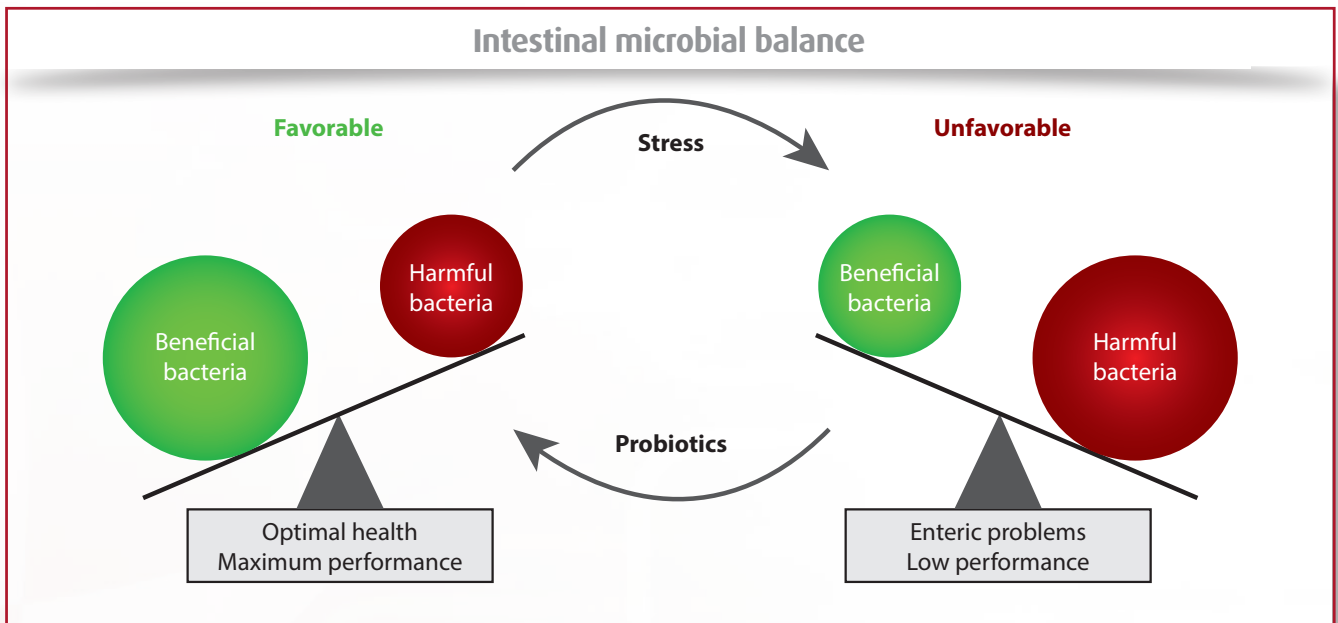 Intestinal microbial balance
Favorable
Stress
Unfavorable
Harmful
bacteria
Beneficial
bacteria
Beneficial
bacteria
Harmful
bacteria
Probiotics
Optimal health
Maximum performance
Enteric problems
Low performance